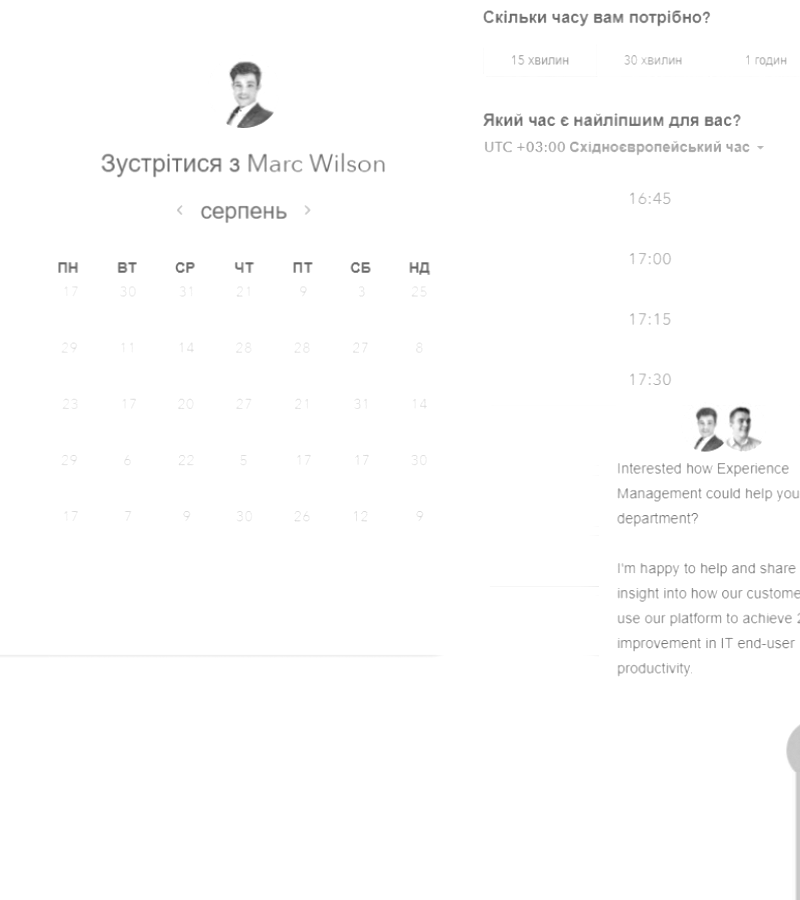 Зустрітися з Marc Wilson
серпень
ПН ВТ СР ЧТ ПТ СБ НД
17 30 31 21 9 3 25
29 11 14 28 28 27 8
23 17 20 27 21 31 14
29 6 22 5 17 17 30
17 7 9 30 26 12 9
Скільки часу вам потрібно?
15 хвилин 30 хвилин 1 годин
Який час є найліпшим для вас?
UTC +03:00 Східноєвропейський час
16:45
17:00
17:15
17:30
Interested how Experience
Management could help you
department?
I'm happy to help and share
insight into how our custome
use our platform to achieve 2
improvement in IT end-user
productivity.